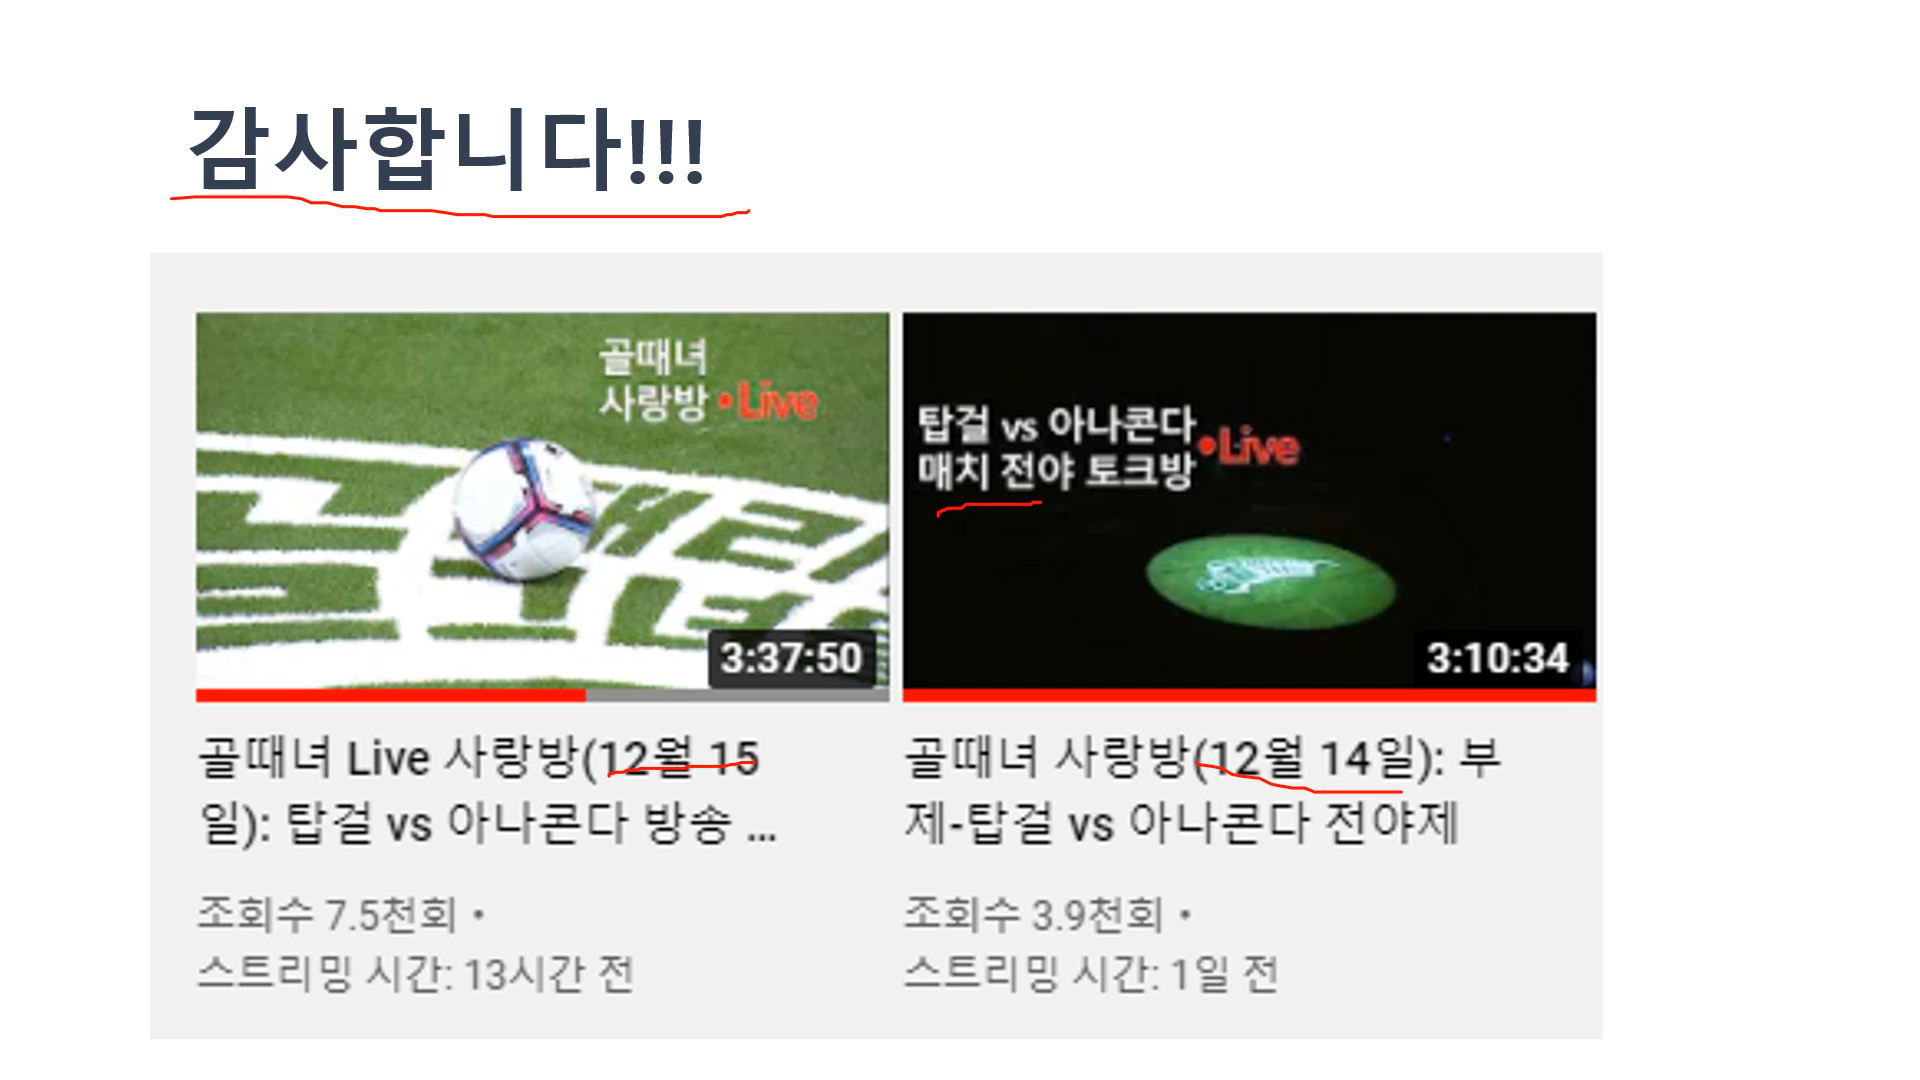 감사합니다!!!
골때녀
사랑방 •Live
3:37:50
골때녀 Live 사랑방(12월 15
일): 탑걸 vs 아나콘다 방송 ...
조회수 7.5천회 •
스트리밍 시간: 13시간 전
탑걸 vs 아나콘다
매치 전야 토크방 •Live
3:10:34
골때녀 사랑방(12월 14일): 부
제-탑걸 vs 아나콘다 전야제
조회수 3.9천회 •
스트리밍 시간: 1일 전